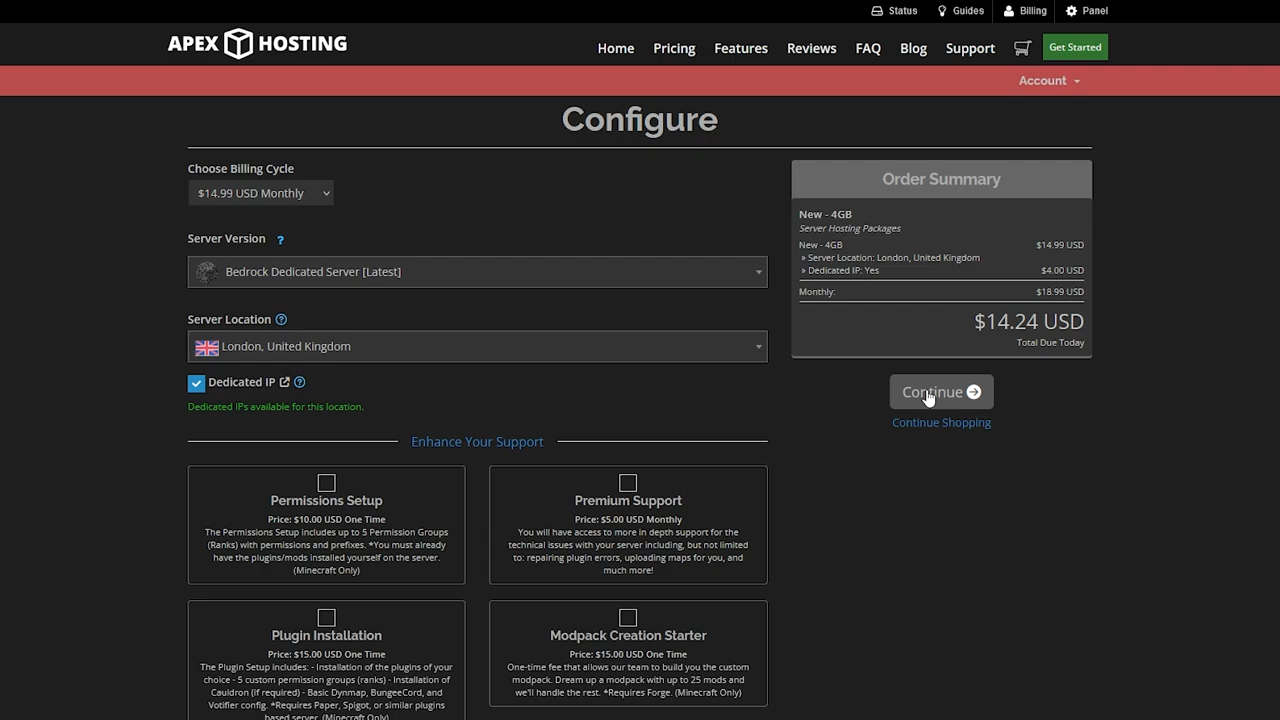 Status Guides Billing Panel
APEX HOSTING
Home Pricing Features Reviews FAQ Blog Support Get Started
Account
Configure
Choose Billing Cycle
$14.99 USD Monthly
Server Version ?
Bedrock Dedicated Server [Latest]
Server Location ?
London, United Kingdom
Dedicated IP ?
Dedicated IPs available for this location.
Enhance Your Support
Permissions Setup
Price: $10.00 USD One Time
The Permissions Setup includes up to 5 Permission Groups
(Ranks) with permissions and prefixes. *You must already
have the plugins/mods installed yourself on the server.
(Minecraft Only)
Premium Support
Price: $5.00 USD Monthly
You will have access to more in depth support for the
technical issues with your server including, but not limited
to: repairing plugin errors, uploading maps for you, and
much more!
Plugin Installation
Price: $15.00 USD One Time
The Plugin Setup includes: - Installation of the plugins of your
choice - 5 custom permission groups (ranks) - Installation of
Cauldron (if required) - Basic Dynmap, BungeeCord, and
Votifier config. *Requires Paper, Spigot, or similar plugins
based server. (Minecraft Only)
Modpack Creation Starter
Price: $15.00 USD One Time
One-time fee that allows our team to build you the custom
modpack. Dream up a modpack with up to 25 mods and
we'll handle the rest. *Requires Forge. (Minecraft Only)
Order Summary
New - 4GB
Server Hosting Packages
New - 4GB $14.99 USD
» Server Location: London, United Kingdom
» Dedicated IP: Yes $4.00 USD
Monthly: $18.99 USD
$14.24 USD
Total Due Today
Continue
Continue Shopping